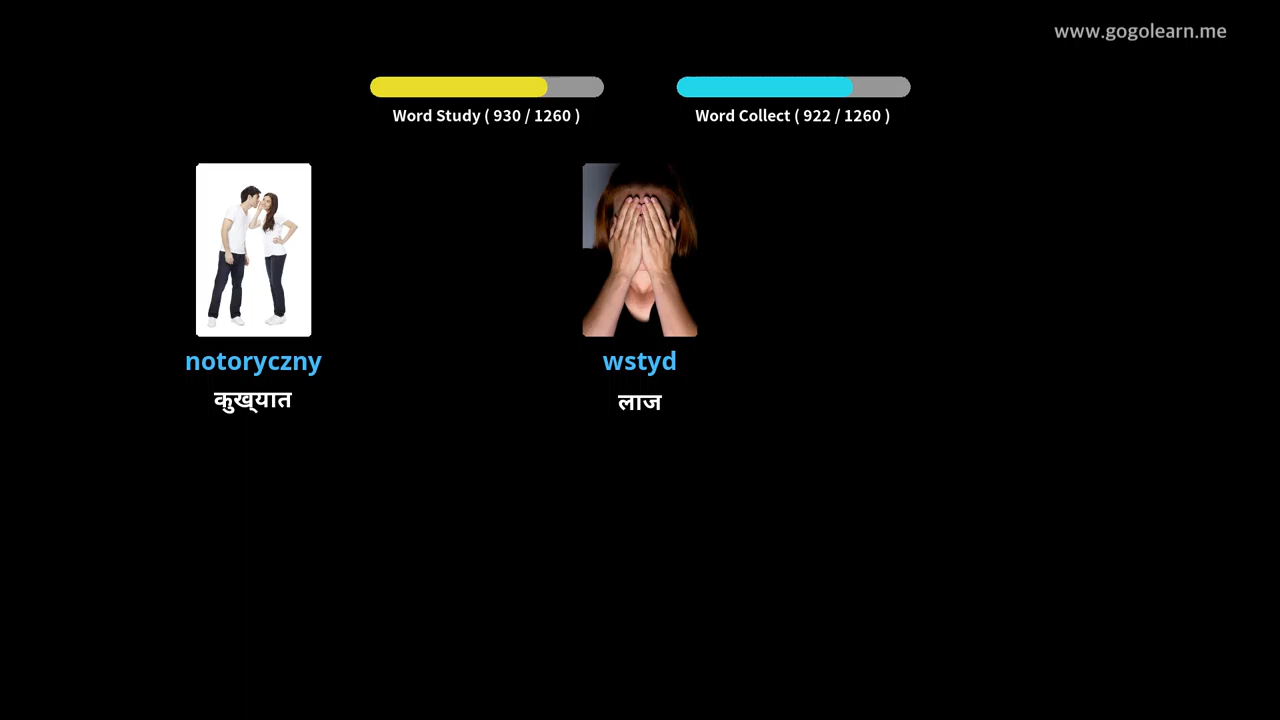 www.gogolearn.me
Word Study ( 930 / 1260 )
Word Collect ( 922 / 1260 )
notoryczny
कुख्यात
wstyd
लाज